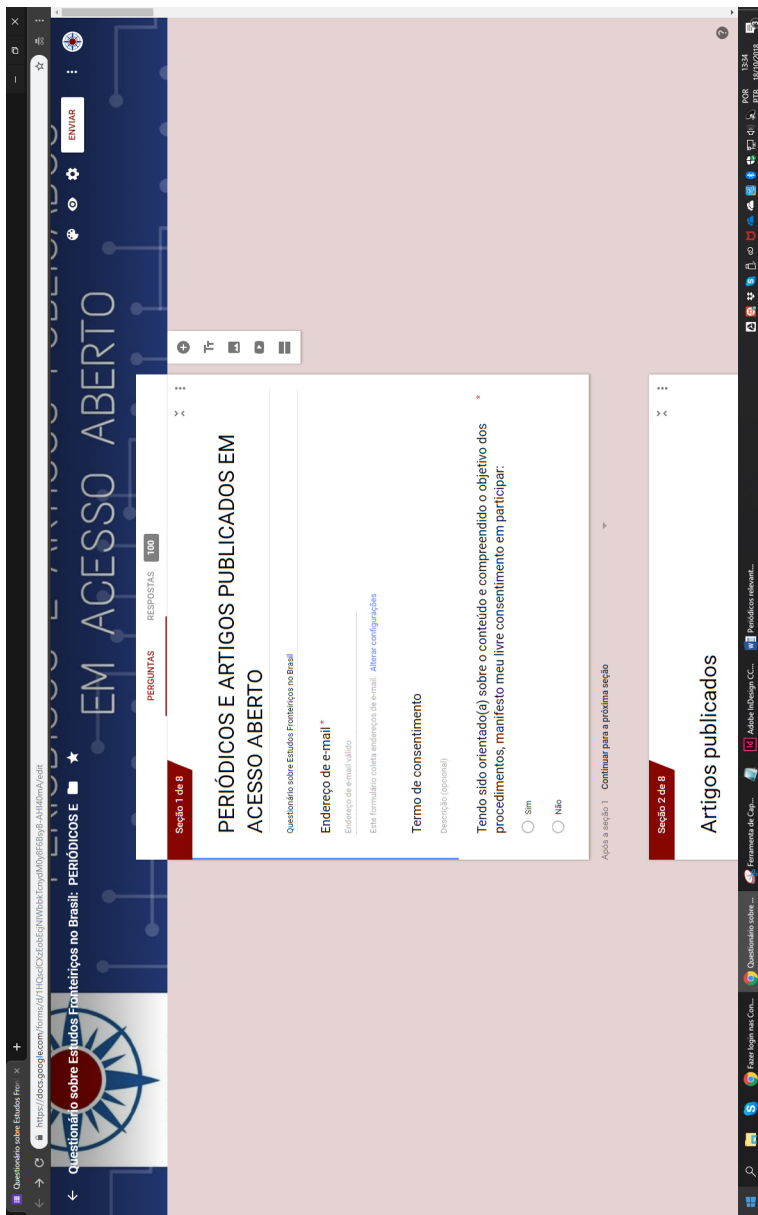 Questionário sobre Estudos Fron
https://docs.google.com/forms/d/
Questionário sobre Estudos Fronteiriços no Brasil: PERIÓDICOS E
ENVIAR
EM ACESSO ABERTO
PERGUNTAS
RESPOSTAS
100
Seção 1 de 8
PERIÓDICOS E ARTIGOS PUBLICADOS EM
ACESSO ABERTO
Questionário sobre Estudos Fronteiriços no Brasil
Endereço de e-mail *
Endereço de e-mail válido
Este formulário coleta endereços de e-mail. Alterar configurações
Termo de consentimento
Descrição (opcional)
Tendo sido orientado(a) sobre o conteúdo e compreendido o objetivo dos *
procedimentos, manifesto meu livre consentimento em participar:
Sim
Não
Após a seção 1 Continuar para a próxima seção
Seção 2 de 8
Artigos publicados
Fazer login nas Con...
Questionário sobre ...
Ferramenta de Cap...
Adobe InDesign CC...
Periódicos relevant...
POR
PTB
13:34
18/10/2018